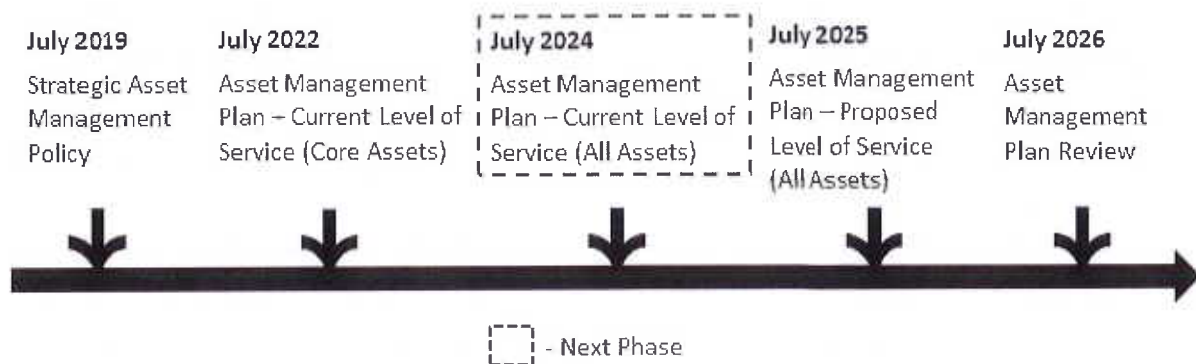 July 2019
Strategic Asset
Management
Policy
July 2022
Asset Management
Plan – Current Level of
Service (Core Assets)
July 2024
Asset Management
Plan – Current Level of
Service (All Assets)
July 2025
Asset Management
Plan – Proposed
Level of Service
(All Assets)
July 2026
Asset
Management
Plan Review
- Next Phase